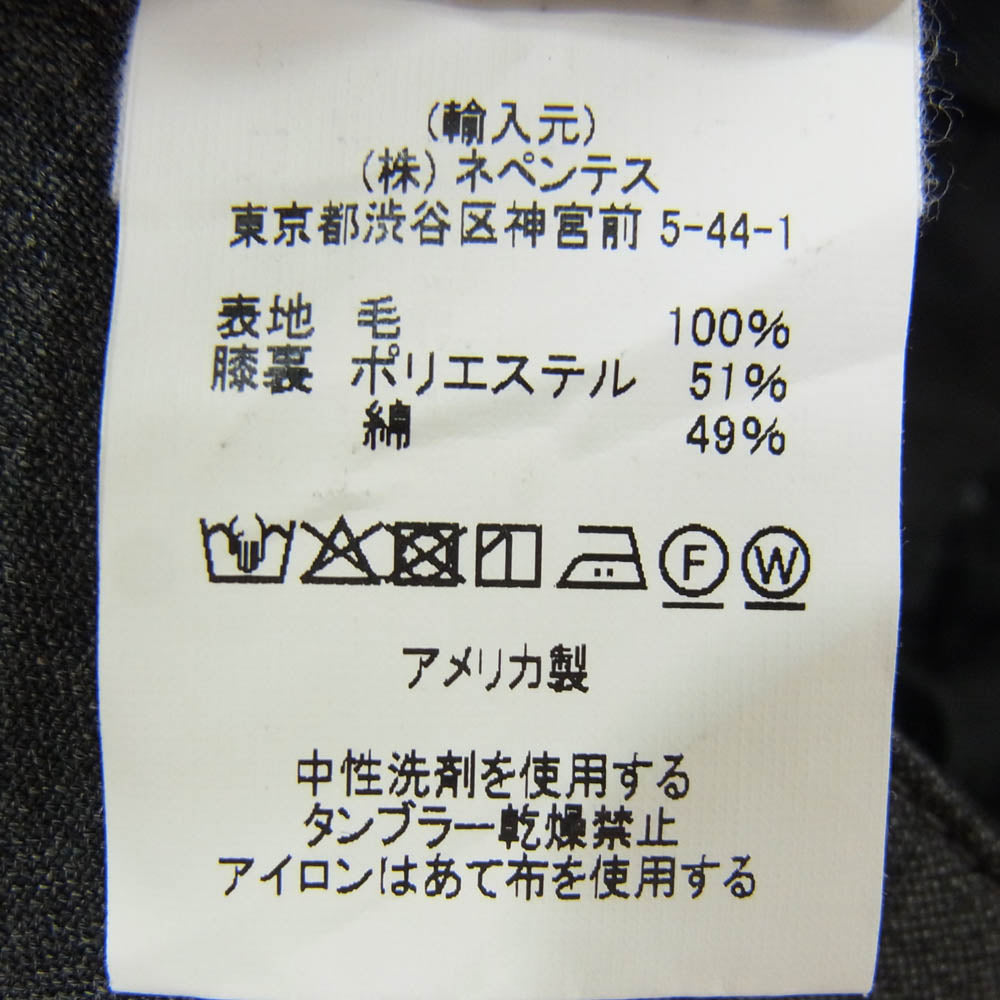 (輸入元)
(株) ネペンテス
東京都渋谷区神宮前 5-44-1
表地 毛 100%
膝裏 ポリエステル 51%
綿 49%
F W
アメリカ製
中性洗剤を使用する
タンブラー乾燥禁止
アイロンはあて布を使用する